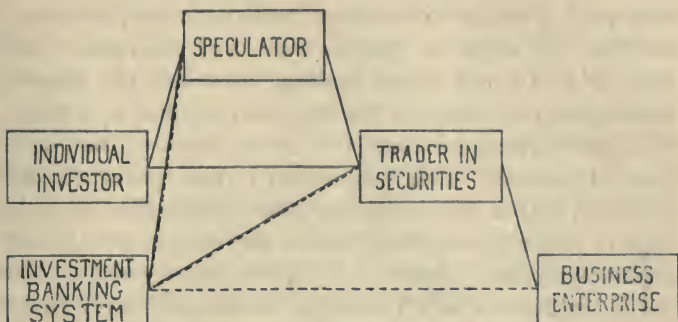 SPECULATOR
INDIVIDUAL
INVESTOR
TRADER IN
SECURITIES
INVESTMENT
BANKING
SYSTEM
BUSINESS
ENTERPRISE